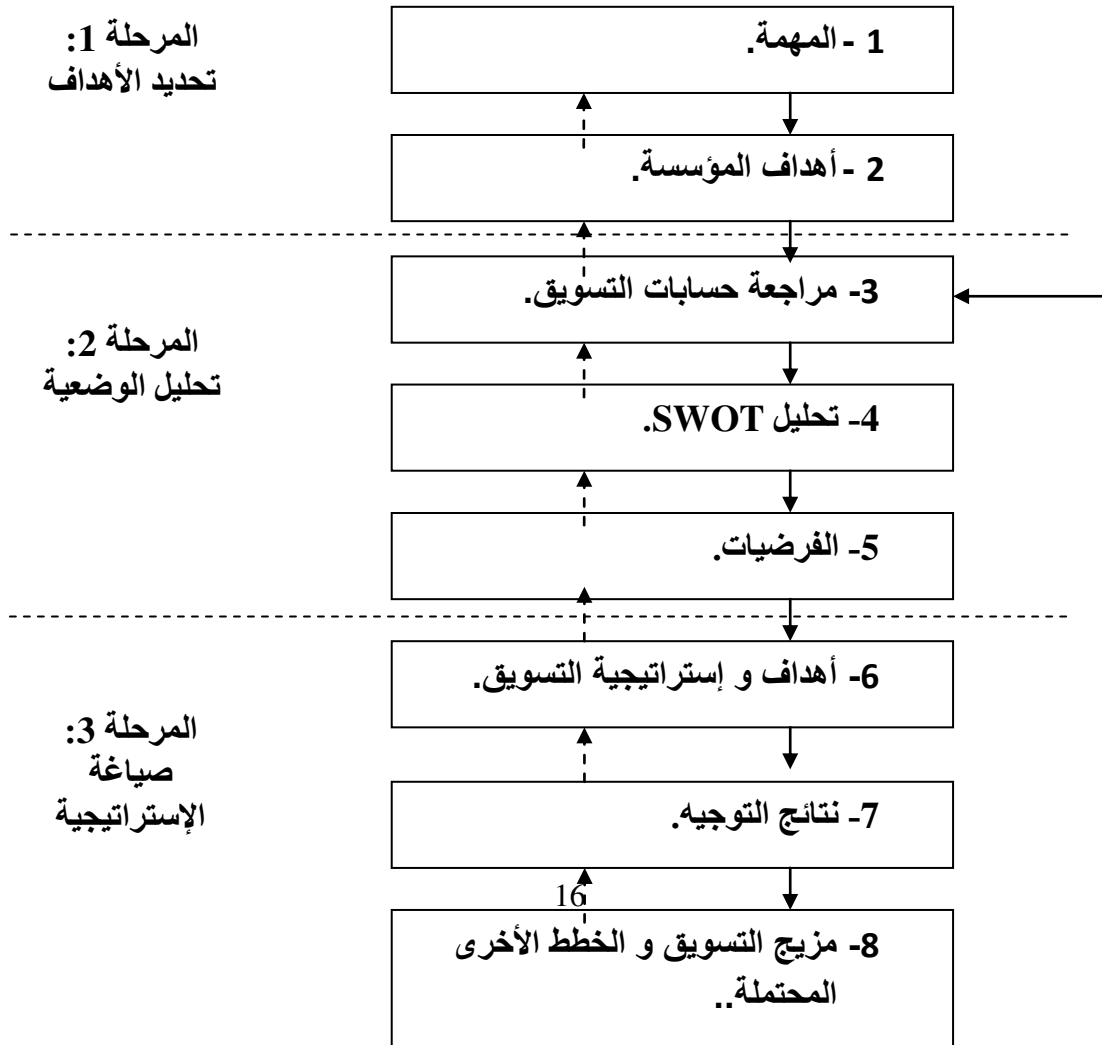 المرحلة 1:
تحديد الأهداف
1 - المهمة.
2 - أهداف المؤسسة.
المرحلة 2:
تحليل الوضعية
3- مراجعة حسابات التسويق.
4- تحليل SWOT.
5- الفرضيات.
المرحلة 3:
صياغة
الإستراتيجية
6- أهداف و إستراتيجية التسويق.
7- نتائج التوجيه.
16
8- مزيج التسويق و الخطط الأخرى
المحتملة..